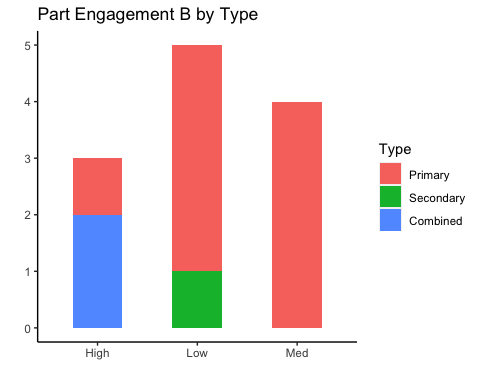 Part Engagement B by Type
5
4
3
2
1
0
High Low Med
Type
Primary
Secondary
Combined